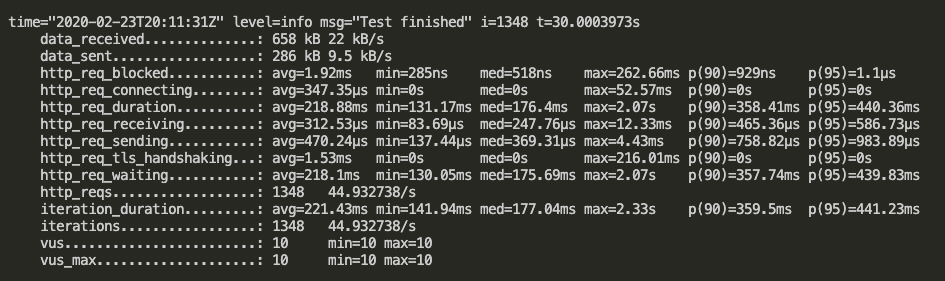 time="2020-02-23T20:11:31Z" level=info msg="Test finished" i=1348 t=30.0003973s
data_received..............: 658 kB 22 kB/s
data_sent..................: 286 kB 9.5 kB/s
http_req_blocked...........: avg=1.92ms   min=285ns    med=518ns    max=262.66ms p(90)=929ns    p(95)=1.1µs
http_req_connecting........: avg=347.35µs min=0s       med=0s       max=52.57ms  p(90)=0s       p(95)=0s
http_req_duration..........: avg=218.88ms min=131.17ms med=176.4ms  max=2.07s    p(90)=358.41ms p(95)=440.36ms
http_req_receiving.........: avg=312.53µs min=83.69µs  med=247.76µs max=12.33ms  p(90)=465.36µs p(95)=586.73µs
http_req_sending...........: avg=470.24µs min=137.44µs med=369.31µs max=4.43ms   p(90)=758.82µs p(95)=983.89µs
http_req_tls_handshaking...: avg=1.53ms   min=0s       med=0s       max=216.01ms p(90)=0s       p(95)=0s
http_req_waiting...........: avg=218.1ms  min=130.05ms med=175.69ms max=2.07s    p(90)=357.74ms p(95)=439.83ms
http_reqs..................: 1348   44.932738/s
iteration_duration.........: avg=221.43ms min=141.94ms med=177.04ms max=2.33s    p(90)=359.5ms  p(95)=441.23ms
iterations.................: 1348   44.932738/s
vus........................: 10     min=10 max=10
vus_max....................: 10     min=10 max=10